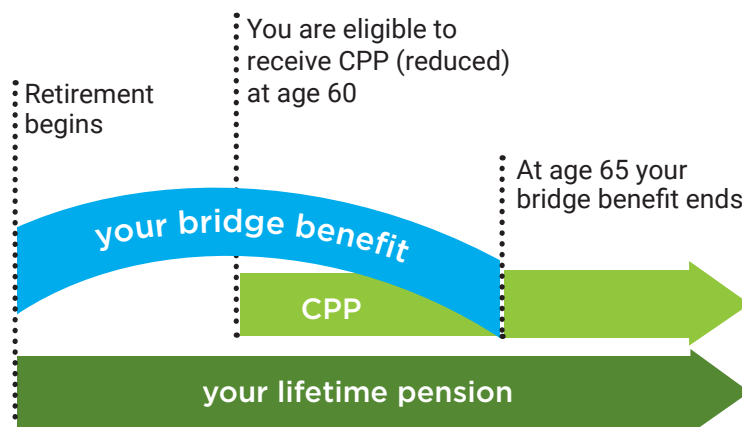 You are eligible to
receive CPP (reduced)
at age 60
Retirement
begins
At age 65 your
bridge benefit ends
your bridge benefit
CPP
your lifetime pension